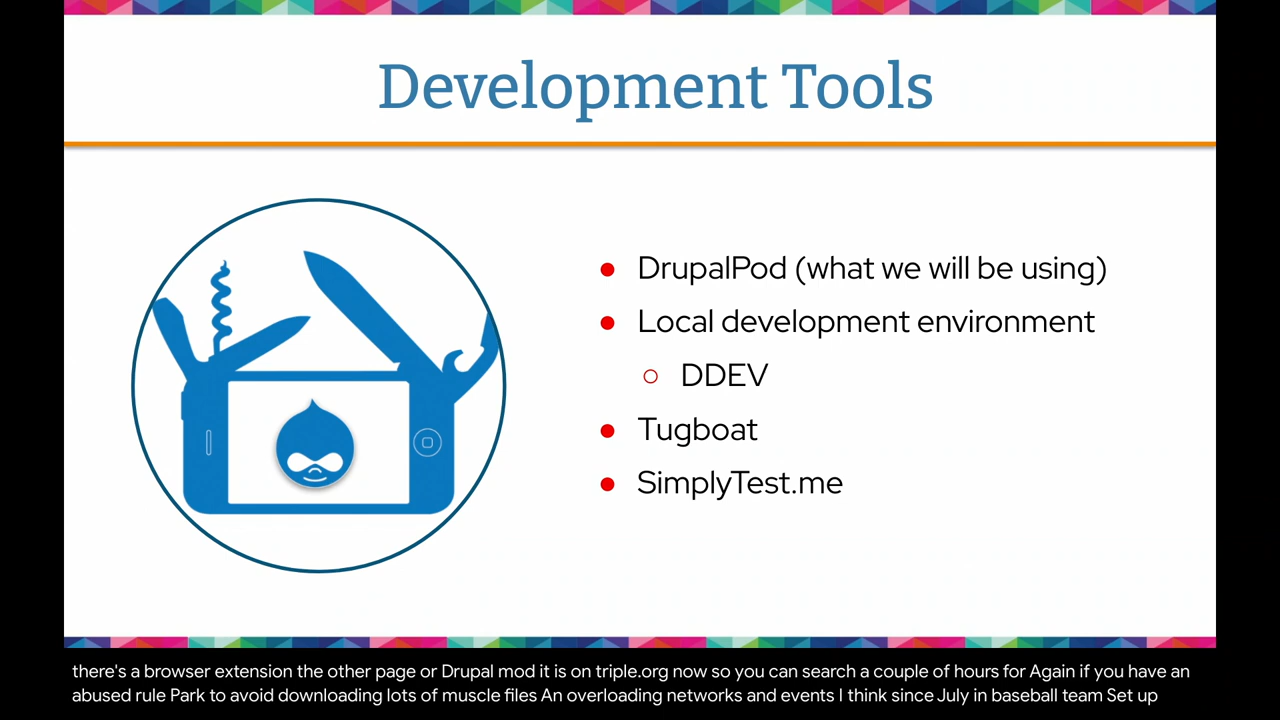 Development Tools
DrupalPod (what we will be using)
Local development environment
DDEV
Tugboat
SimplyTest.me
there's a browser extension the other page or Drupal mod it is on triple.org now so you can search a couple of hours for Again if you have an
abused rule Park to avoid downloading lots of muscle files An overloading networks and events I think since July in baseball team Set up